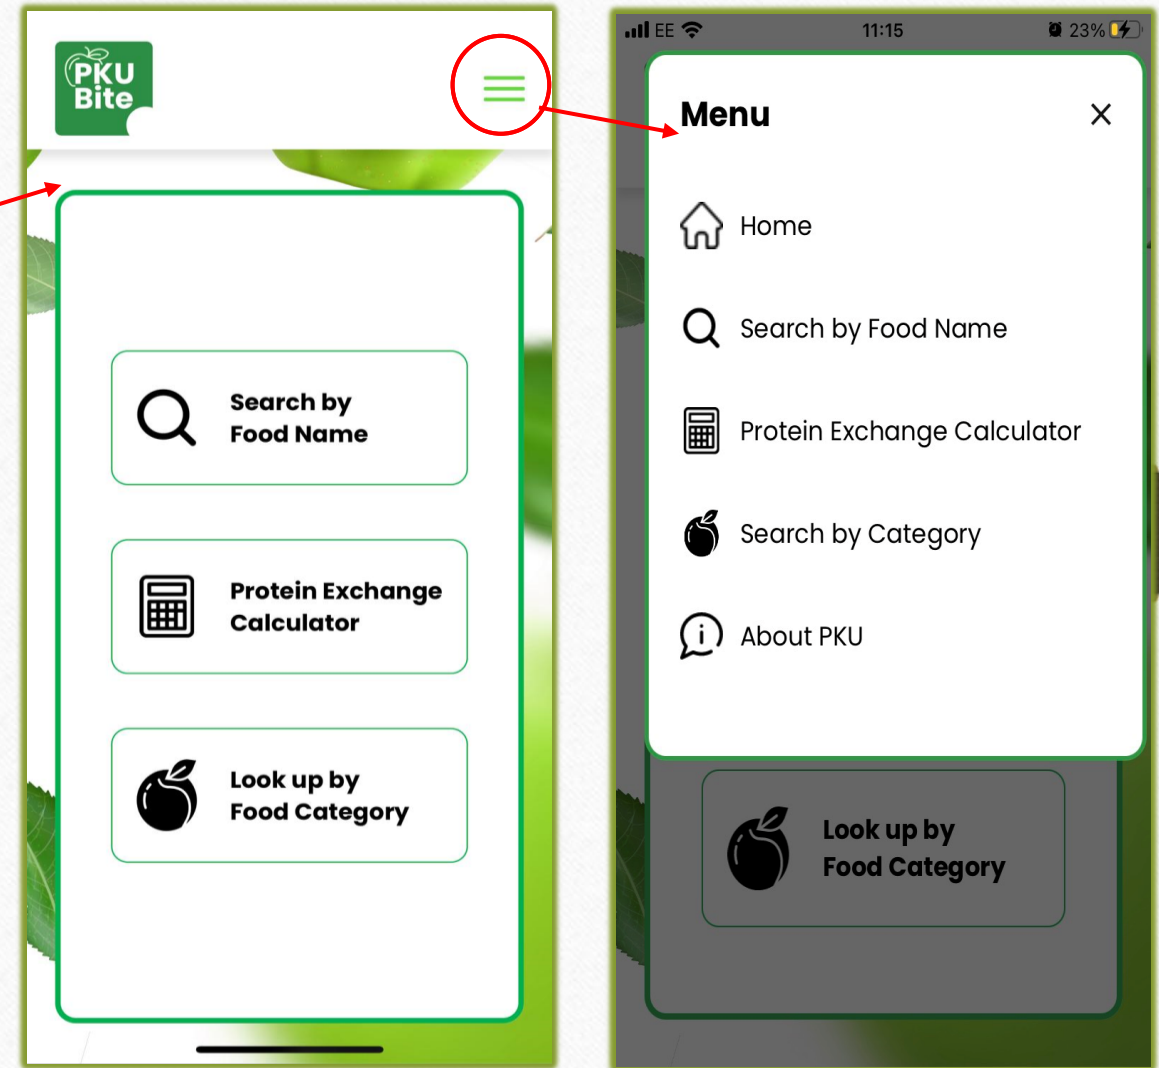 PKU
Bite
Search by
Food Name
Protein Exchange
Calculator
Look up by
Food Category
EE
11:15
23%
Menu
Home
Search by Food Name
Protein Exchange Calculator
Search by Category
About PKU
Look up by
Food Category